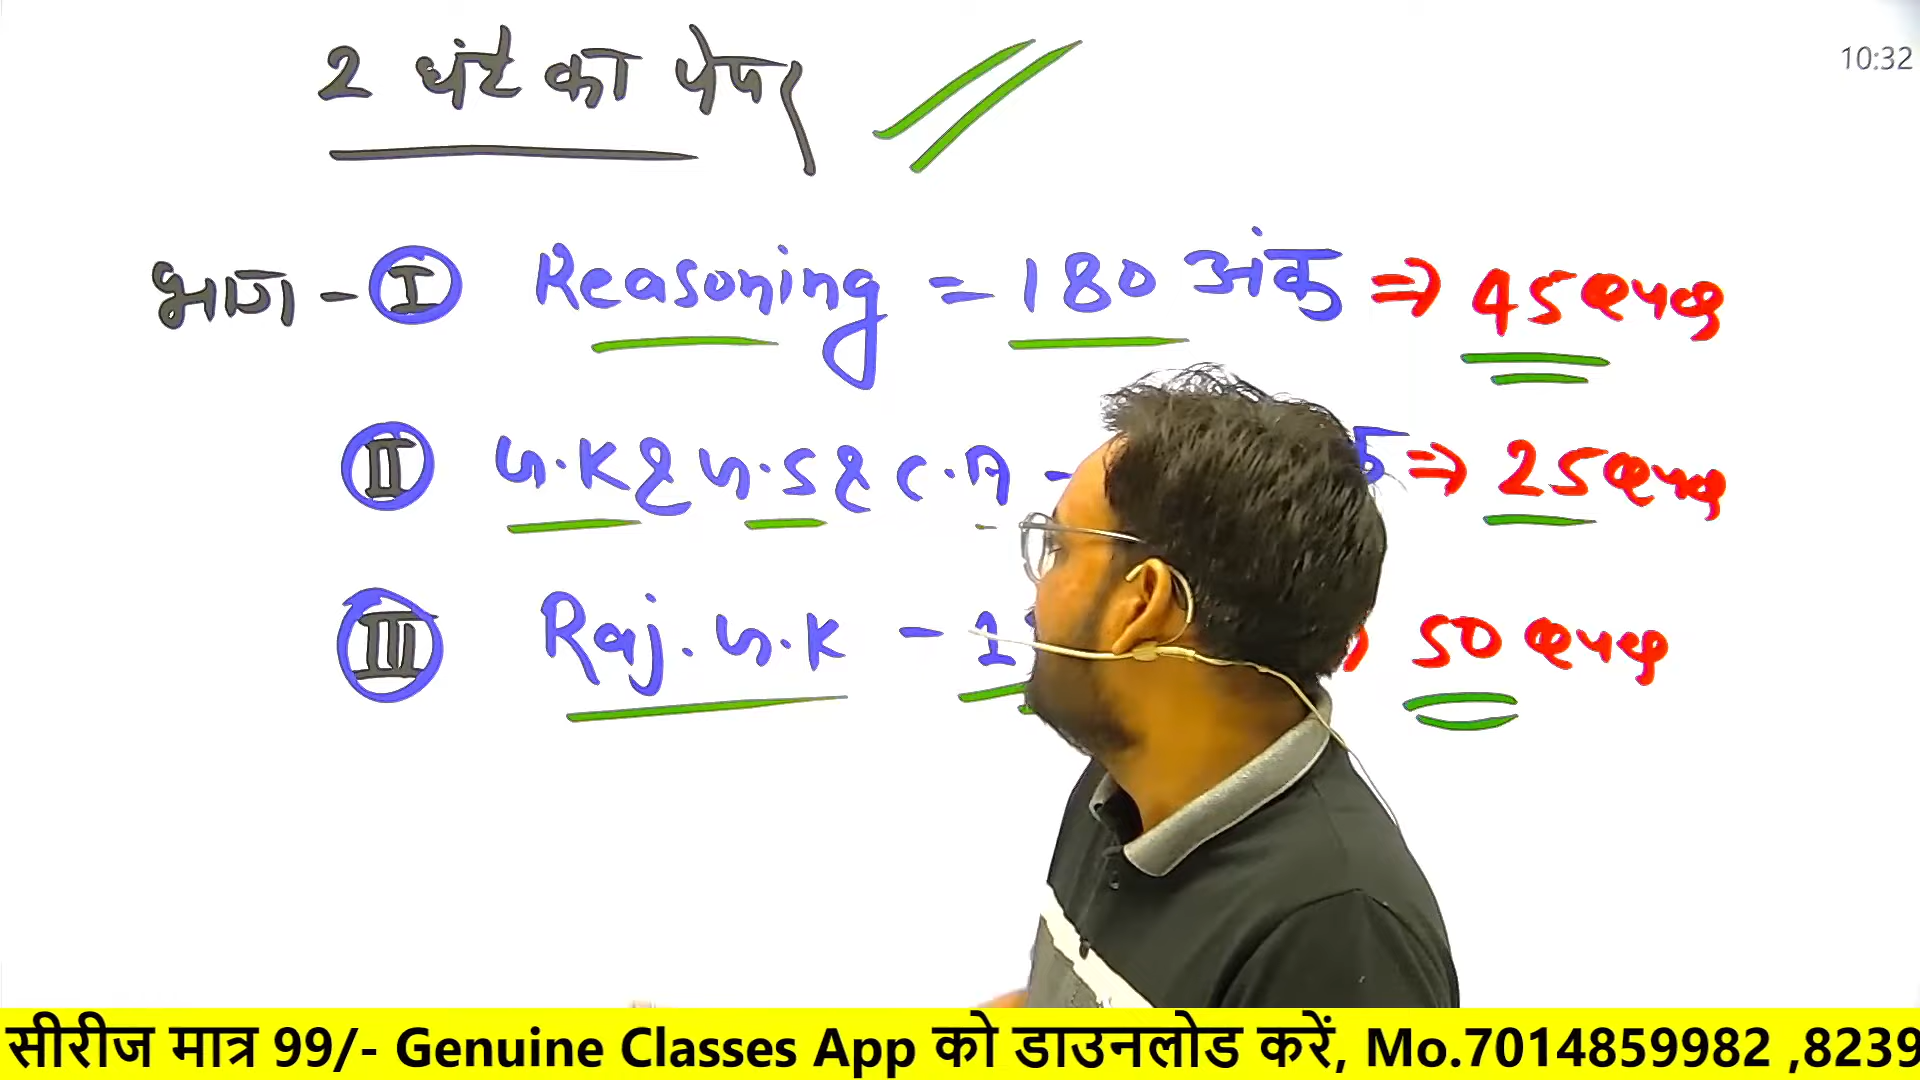 2 घंटे का पेपर
10:32
भाग - I Reasoning = 180 अंक ⇒ 45 प्रश्न
II G.K & G.S & C.A - ⇒ 25 प्रश्न
III Raj. G.K - 50 प्रश्न
सीरीज मात्र 99/- Genuine Classes App को डाउनलोड करें, Mo.7014859982 ,8239